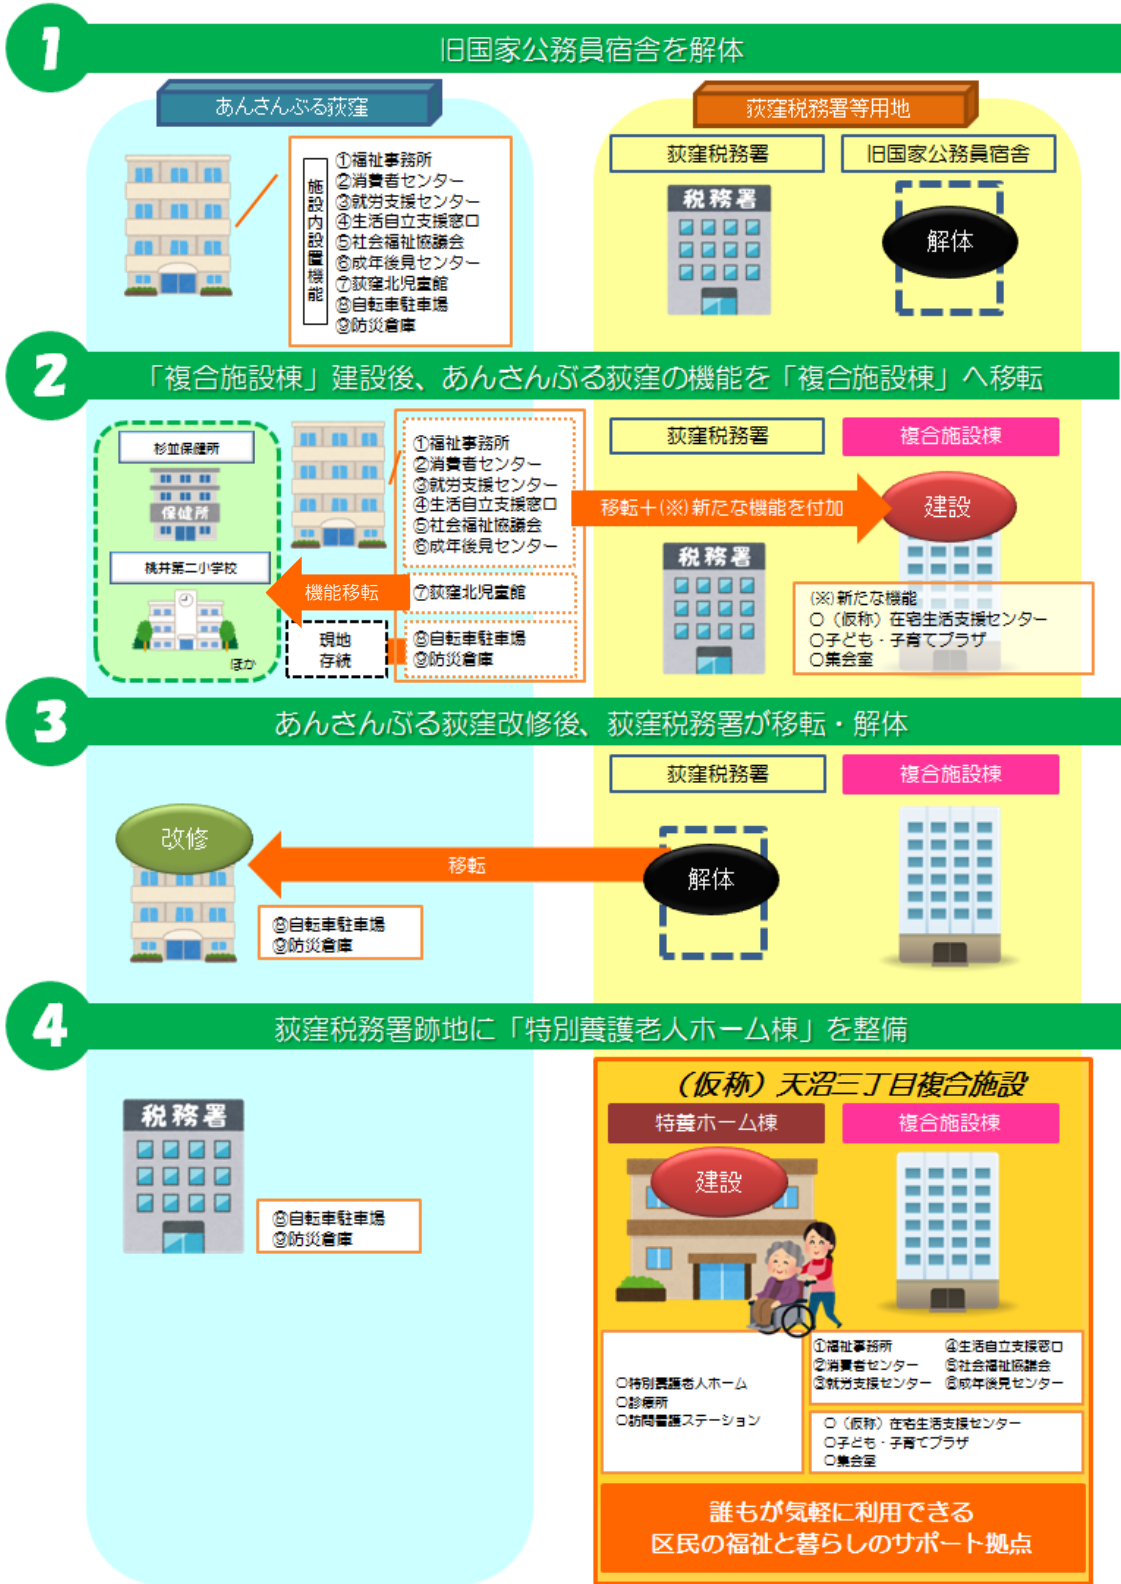 1
旧国家公務員宿舎を解体
あんさんぶる荻窪
施設内設置機能
①福祉事務所
②消費者センター
③就労支援センター
④生活自立支援窓口
⑤社会福祉協議会
⑥成年後見センター
⑦荻窪北児童館
⑧自転車駐車場
⑨防災倉庫
荻窪税務署等用地
荻窪税務署
旧国家公務員宿舎
税務署
解体
2
「複合施設棟」建設後、あんさんぶる荻窪の機能を「複合施設棟」へ移転
杉並保健所
保健所
桃井第二小学校
ほか
①福祉事務所
②消費者センター
③就労支援センター
④生活自立支援窓口
⑤社会福祉協議会
⑥成年後見センター
機能移転
⑦荻窪北児童館
現地
存続
⑧自転車駐車場
⑨防災倉庫
移転+(※)新たな機能を付加
荻窪税務署
複合施設棟
税務署
建設
(※)新たな機能
○(仮称)在宅生活支援センター
○子ども・子育てプラザ
○集会室
3
あんさんぶる荻窪改修後、荻窪税務署が移転・解体
改修
⑧自転車駐車場
⑨防災倉庫
移転
荻窪税務署
複合施設棟
解体
4
荻窪税務署跡地に「特別養護老人ホーム棟」を整備
税務署
⑧自転車駐車場
⑨防災倉庫
(仮称)天沼三丁目複合施設
特養ホーム棟
複合施設棟
建設
○特別養護老人ホーム
○診療所
○訪問看護ステーション
①福祉事務所 ④生活自立支援窓口
②消費者センター ⑤社会福祉協議会
③就労支援センター ⑥成年後見センター
○(仮称)在宅生活支援センター
○子ども・子育てプラザ
○集会室
誰もが気軽に利用できる
区民の福祉と暮らしのサポート拠点